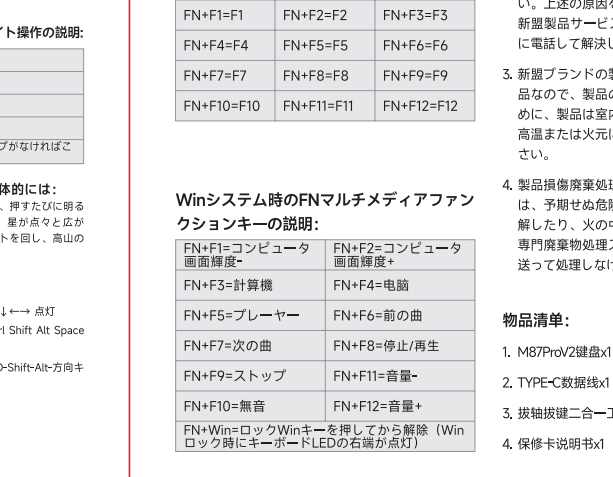 イト操作の説明:
プがなければこ
体的には:
、押すたびに明る
星が点々と広が
トを回し、高山の
↓←→ 点灯
rl Shift Alt Space
-Shift-Alt-方向キ
FN+F1=F1 FN+F2=F2 FN+F3=F3
FN+F4=F4 FN+F5=F5 FN+F6=F6
FN+F7=F7 FN+F8=F8 FN+F9=F9
FN+F10=F10 FN+F11=F11 FN+F12=F12
Winシステム時のFNマルチメディアファン
クションキーの説明:
FN+F1=コンピュータ
画面輝度-
FN+F2=コンピュータ
画面輝度+
FN+F3=計算機 FN+F4=电脑
FN+F5=プレーヤー FN+F6=前の曲
FN+F7=次の曲 FN+F8=停止/再生
FN+F9=ストップ FN+F11=音量-
FN+F10=無音 FN+F12=音量+
FN+Win=ロックWinキーを押してから解除（Win
ロック時にキーボードLEDの右端が点灯）
い。上述の原因を
新盟製品サービス
に電話して解決し
3. 新盟ブランドの製
品なので、製品の
めに、製品は室内
高温または火元に
さい。
4. 製品損傷廃棄処理
は、予期せぬ危険
解したり、火の中
専門廃棄物処理ス
送って処理しなけ
物品清单:
1. M87ProV2键盘x1
2. TYPE-C数据线x1
3. 拔轴拔键二合一工
4. 保修卡说明书x1